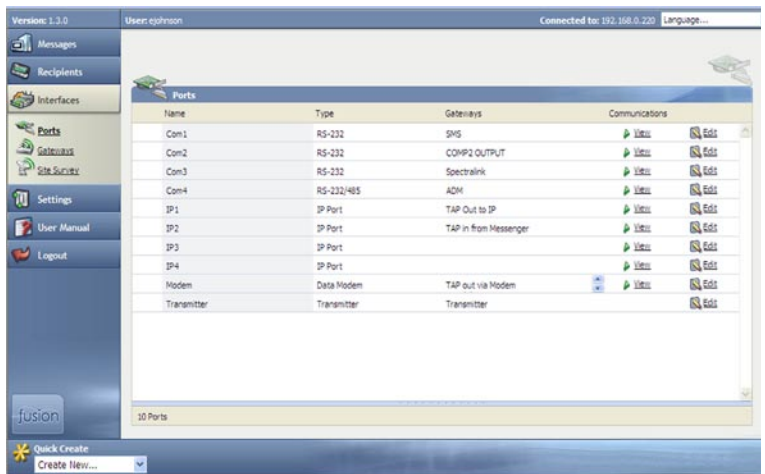 Version: 1.3.0 User: ejohnson Connected to: 192.168.0.220 Language...
Messages
Recipients
Interfaces
Ports
Gateways
Site Survey
Settings
User Manual
Logout
Ports
Name Type Gateways Communications
Com1 RS-232 SMS View Edit
Com2 RS-232 COMP2 OUTPUT View Edit
Com3 RS-232 Spectralink View Edit
Com4 RS-232/485 ADM View Edit
IP1 IP Port TAP Out to IP View Edit
IP2 IP Port TAP in from Messenger View Edit
IP3 IP Port View Edit
IP4 IP Port View Edit
Modem Data Modem TAP out via Modem View Edit
Transmitter Transmitter Transmitter Edit
10 Ports
fusion
Quick Create
Create New...